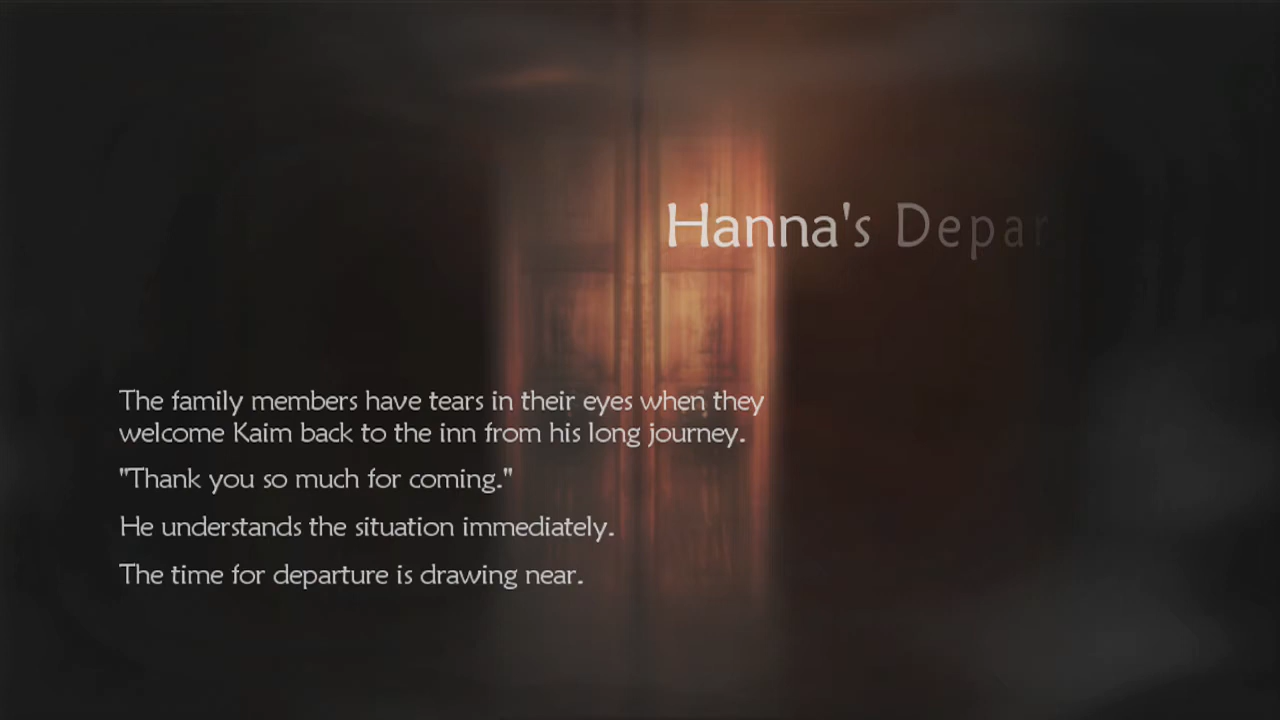 Hanna's Depar
The family members have tears in their eyes when they
welcome Kaim back to the inn from his long journey.
"Thank you so much for coming."
He understands the situation immediately.
The time for departure is drawing near.